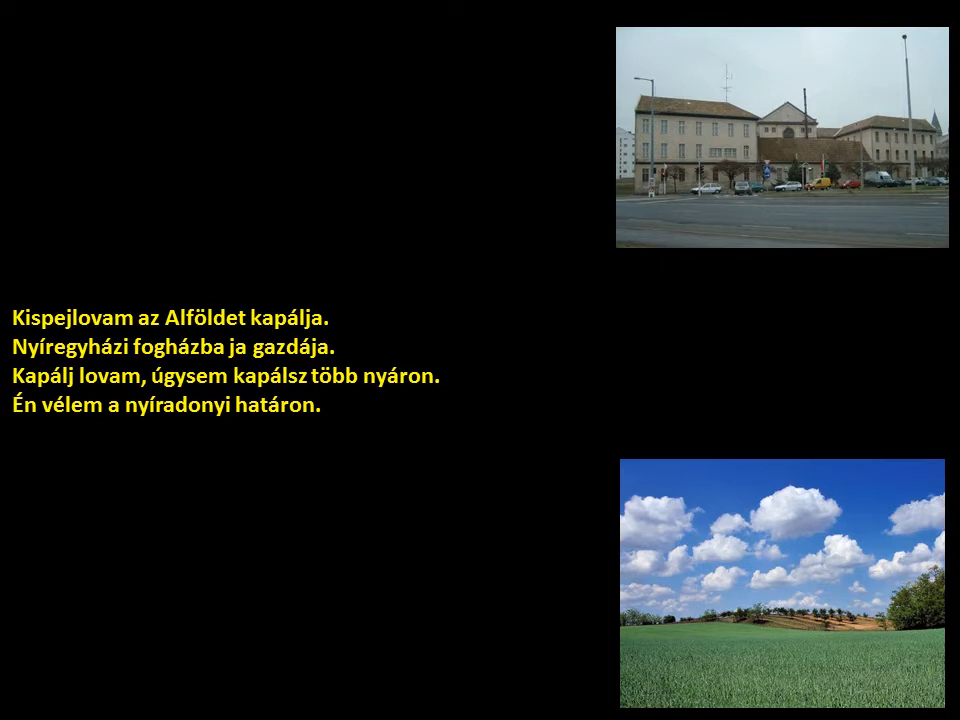 Kispejlovam az Alföldet kapálja.
Nyíregyházi fogházba ja gazdája.
Kapálj lovam, úgysem kapálsz több nyáron.
Én vélem a nyíradonyi határon.